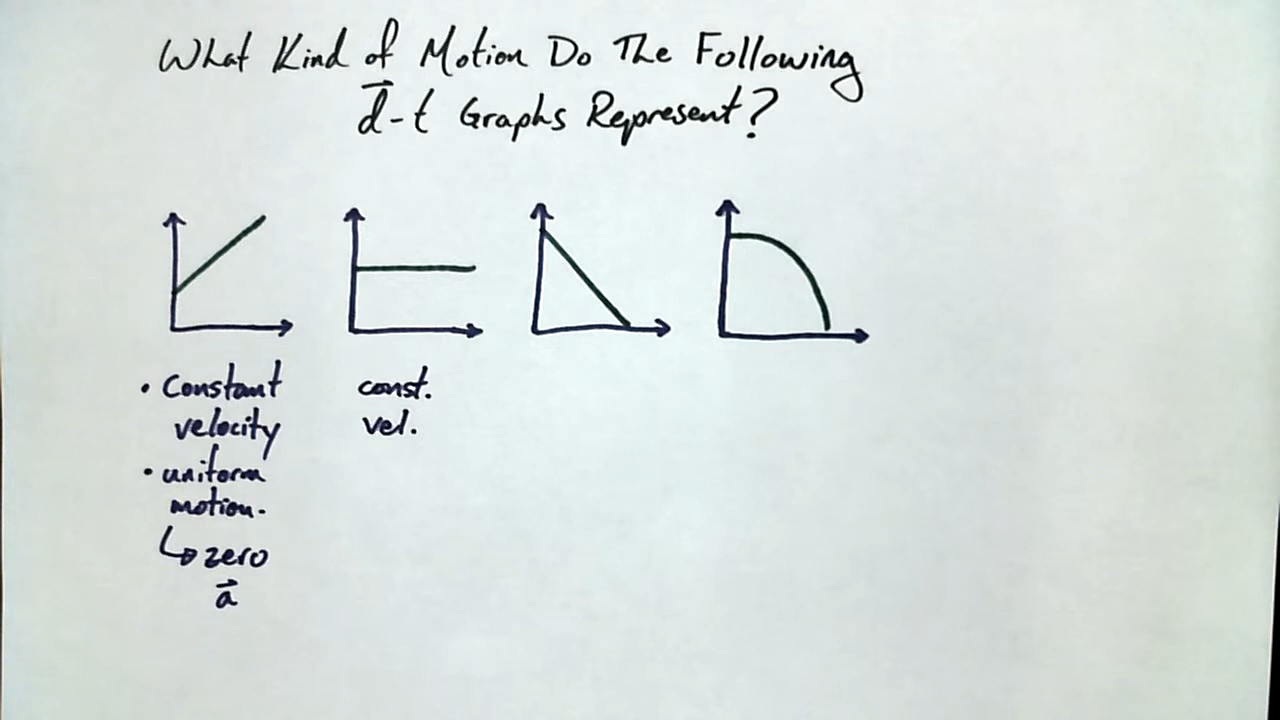 What Kind of Motion Do The Following
d⃗-t Graphs Represent?
• Constant
velocity
• uniform
motion.
↳ zero
a⃗
const.
vel.